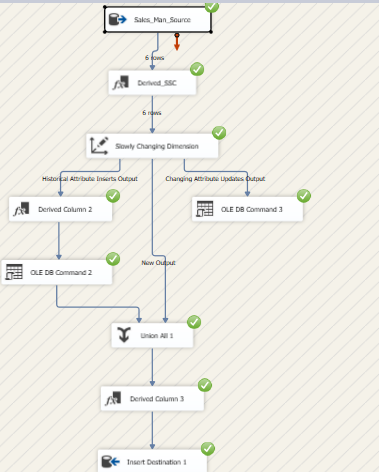 Sales_Man_Source
6 rows
Derived_SSC
6 rows
Slowly Changing Dimension
Historical Attribute Inserts Output
Changing Attribute Updates Output
Derived Column 2
OLE DB Command 3
New Output
OLE DB Command 2
Union All 1
Derived Column 3
Insert Destination 1